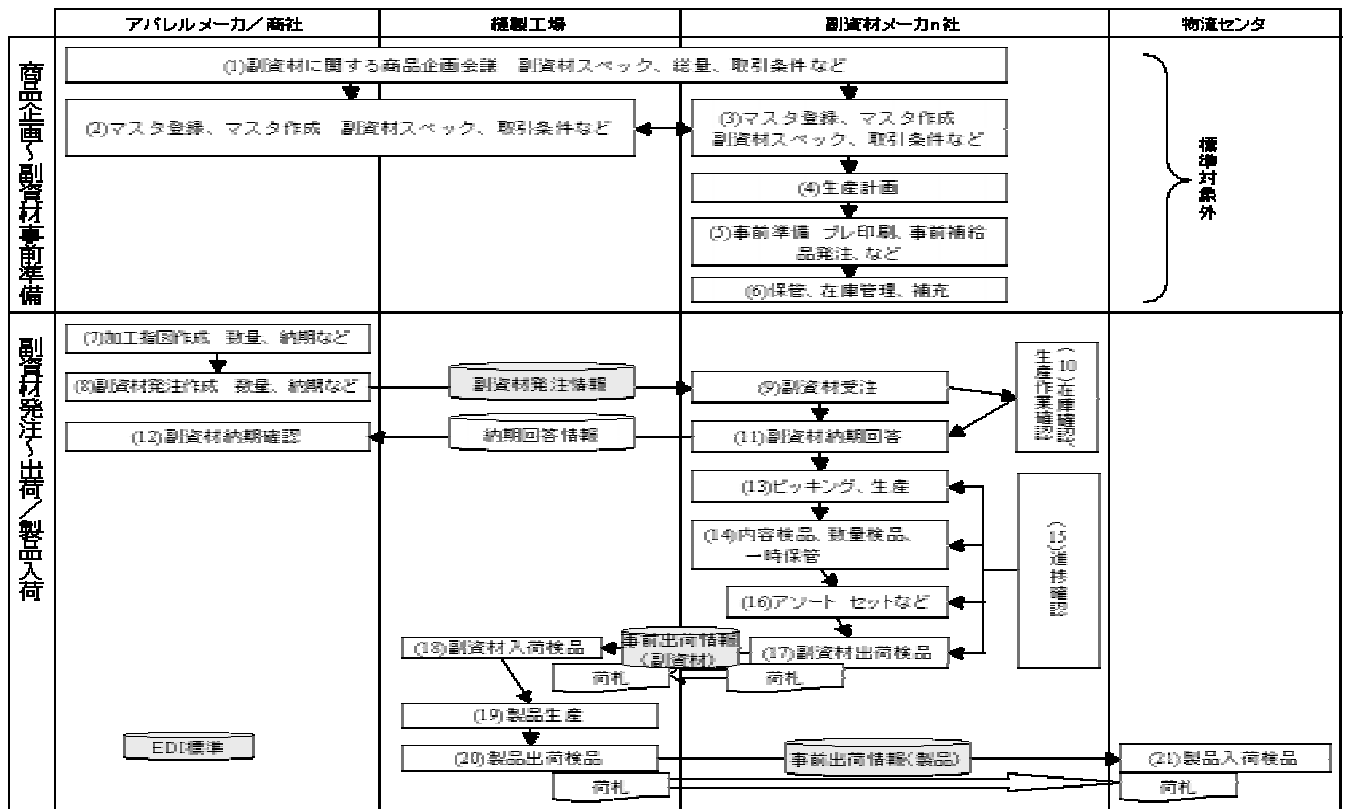 アパレルメーカ／商社
縫製工場
副資材メーカn社
物流センタ
商品企画～副資材事前準備
(1)副資材に関する商品企画会議　副資材スペック、総量、取引条件など
(2)マスタ登録、マスタ作成　副資材スペック、取引条件など
(3)マスタ登録、マスタ作成
副資材スペック、取引条件など
(4)生産計画
(5)事前準備　プレ印刷、事前補給
品発注、など
(6)保管、在庫管理、補充
標準対象外
副資材発注～出荷／製品入荷
(7)加工指図作成　数量、納期など
(8)副資材発注作成　数量、納期など
副資材発注情報
(9)副資材受注
(10)在庫確認、
生産作業確認
(12)副資材納期確認
納期回答情報
(11)副資材納期回答
(13)ピッキング、生産
(14)内容検品、数量検品、
一時保管
(15)進捗確認
(16)アソート　セットなど
(18)副資材入荷検品
事前出荷情報
(副資材)
(17)副資材出荷検品
荷札
荷札
(19)製品生産
EDI標準
(20)製品出荷検品
事前出荷情報(製品)
(21)製品入荷検品
荷札
荷札